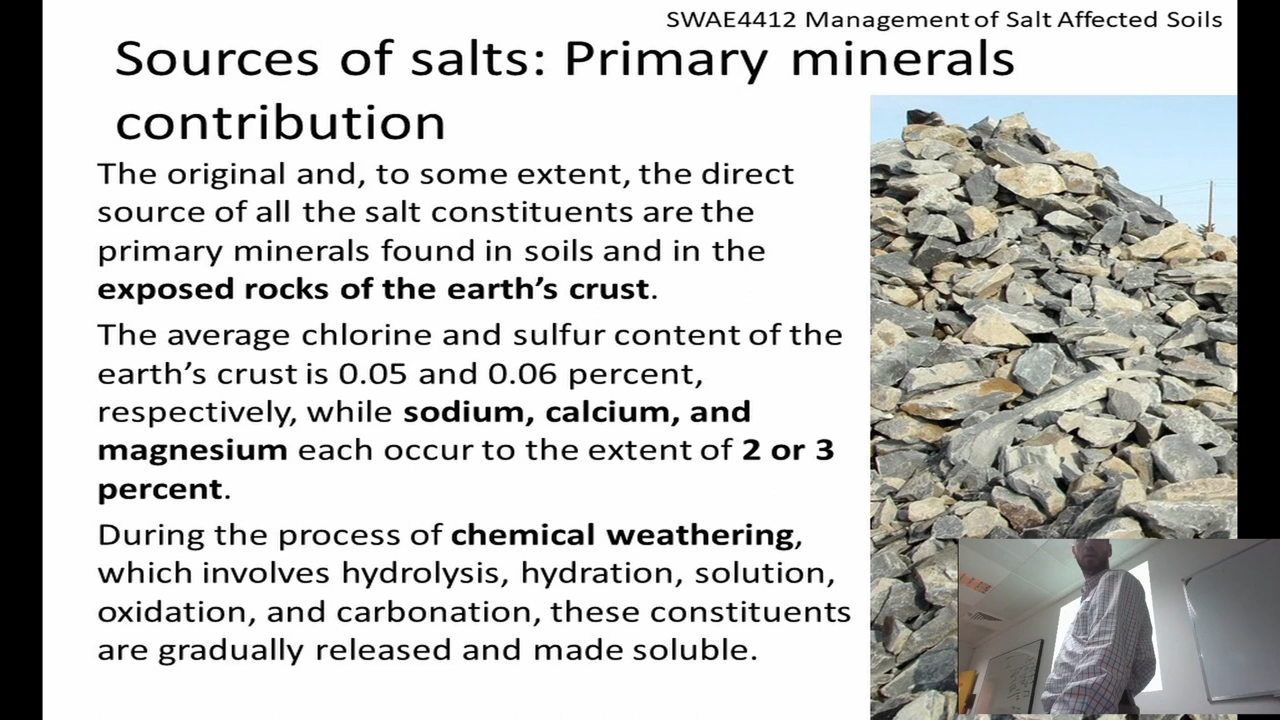 SWAE4412 Management of Salt Affected Soils
Sources of salts: Primary minerals
contribution
The original and, to some extent, the direct
source of all the salt constituents are the
primary minerals found in soils and in the
exposed rocks of the earth’s crust.
The average chlorine and sulfur content of the
earth’s crust is 0.05 and 0.06 percent,
respectively, while sodium, calcium, and
magnesium each occur to the extent of 2 or 3
percent.
During the process of chemical weathering,
which involves hydrolysis, hydration, solution,
oxidation, and carbonation, these constituents
are gradually released and made soluble.